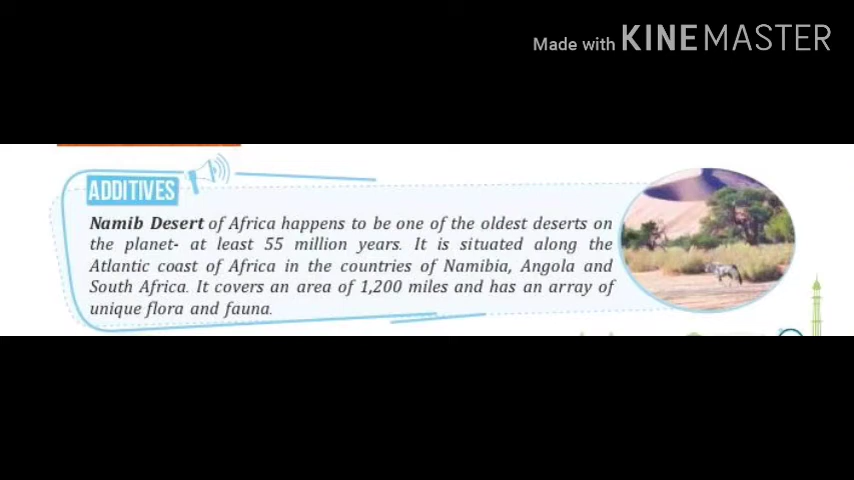 Made with KINEMASTER
ADDITIVES
Namib Desert of Africa happens to be one of the oldest deserts on
the planet- at least 55 million years. It is situated along the
Atlantic coast of Africa in the countries of Namibia, Angola and
South Africa. It covers an area of 1,200 miles and has an array of
unique flora and fauna.